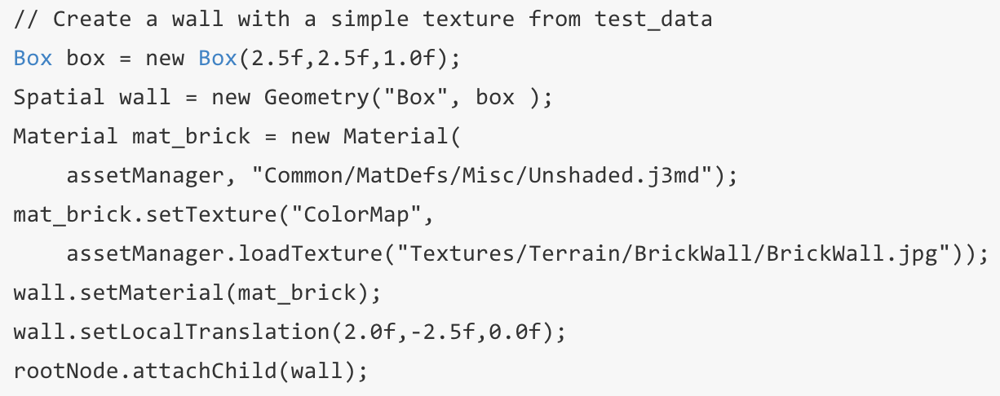 // Create a wall with a simple texture from test_data
Box box = new Box(2.5f,2.5f,1.0f);
Spatial wall = new Geometry("Box", box );
Material mat_brick = new Material(
    assetManager, "Common/MatDefs/Misc/Unshaded.j3md");
mat_brick.setTexture("ColorMap",
    assetManager.loadTexture("Textures/Terrain/BrickWall/BrickWall.jpg"));
wall.setMaterial(mat_brick);
wall.setLocalTranslation(2.0f,-2.5f,0.0f);
rootNode.attachChild(wall);